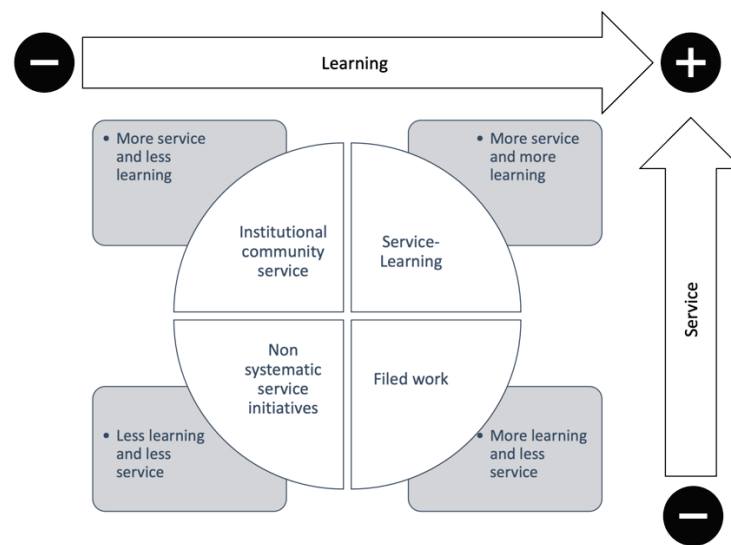 Learning
• More service
and less
learning
• More service
and more
learning
Institutional
community
service
Service-
Learning
Service
Non
systematic
service
initiatives
Filed work
• Less learning
and less
service
• More learning
and less
service